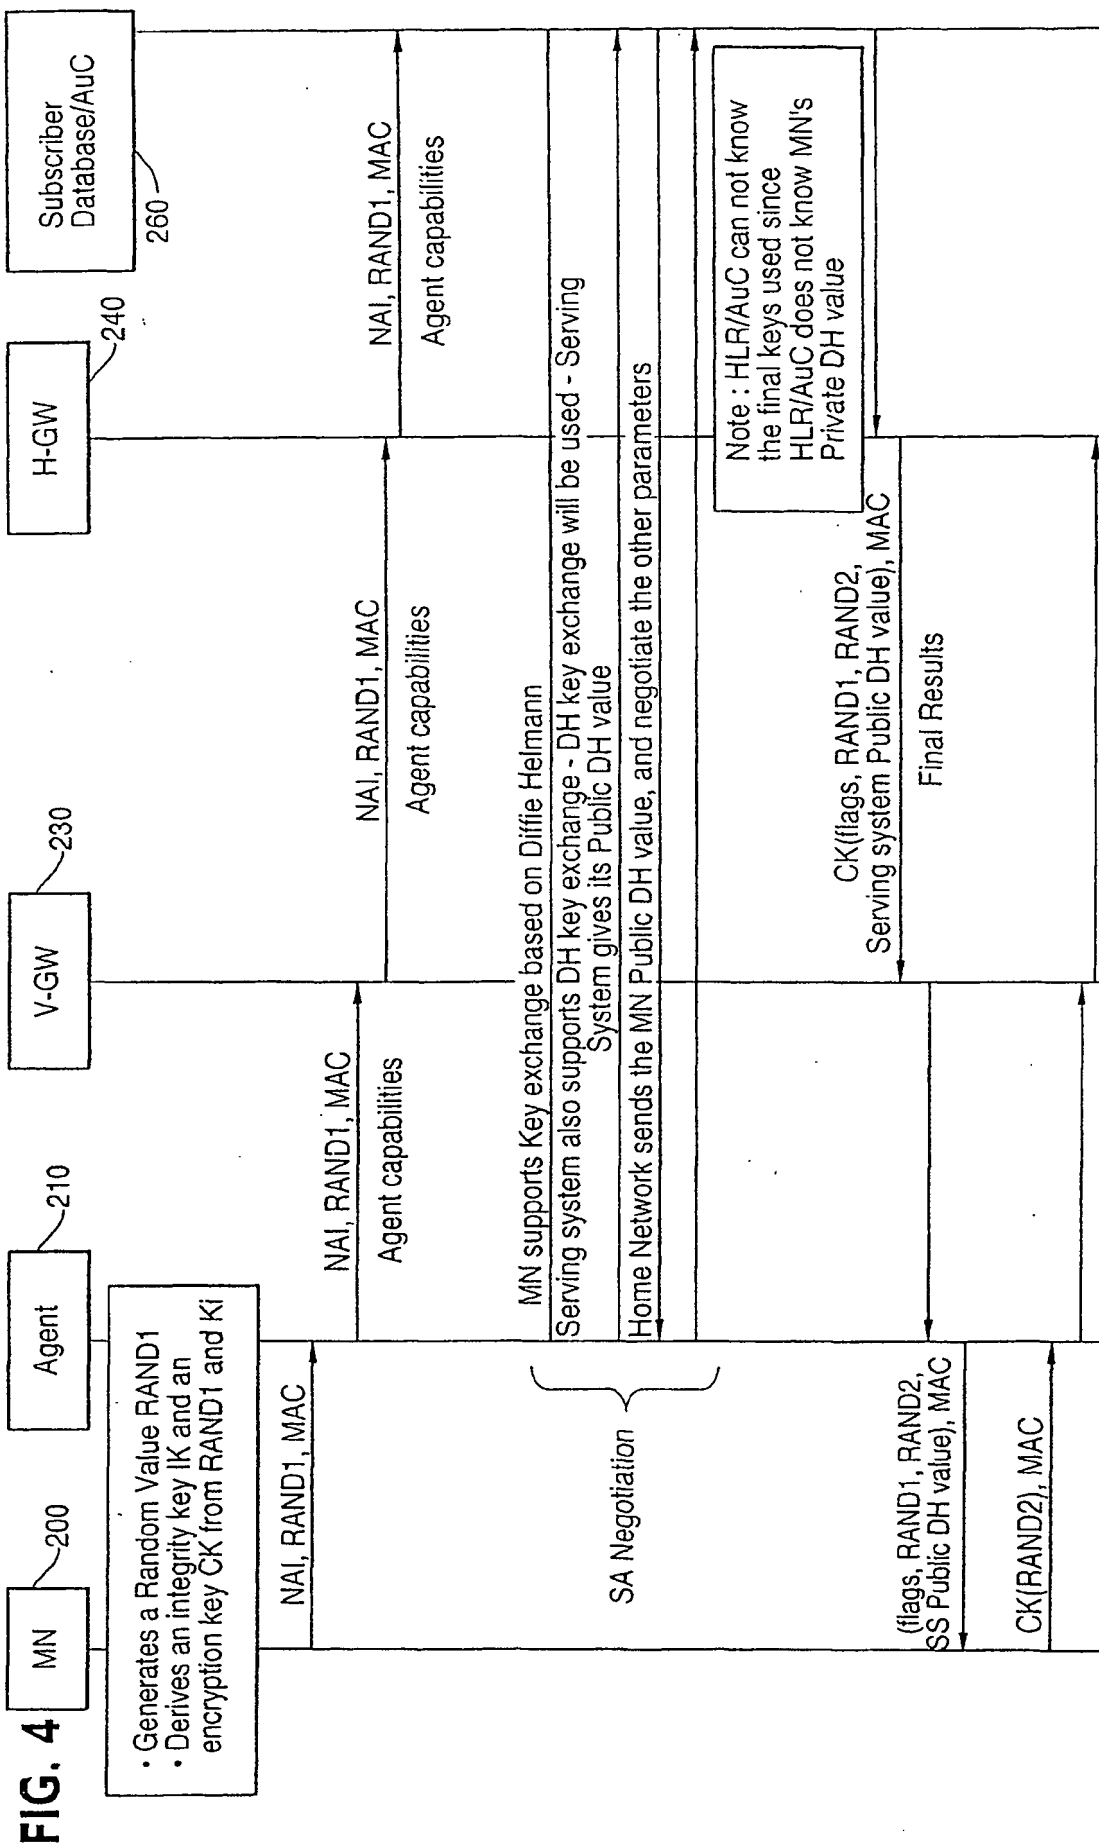 FIG. 4
MN
200
Agent
210
V-GW
230
H-GW
240
Subscriber
Database/AuC
260
· Generates a Random Value RAND1
· Derives an integrity key IK and an
encryption key CK from RAND1 and Ki
NAI, RAND1, MAC
NAI, RAND1, MAC
Agent capabilities
NAI, RAND1, MAC
Agent capabilities
NAI, RAND1, MAC
Agent capabilities
SA Negotiation
MN supports Key exchange based on Diffie Helmann
Serving system also supports DH key exchange - DH key exchange will be used - Serving
System gives its Public DH value
Home Network sends the MN Public DH value, and negotiate the other parameters
Note : HLR/AuC can not know
the final keys used since
HLR/AuC does not know MN's
Private DH value
CK(flags, RAND1, RAND2,
Serving system Public DH value), MAC
Final Results
(flags, RAND1, RAND2,
SS Public DH value), MAC
CK(RAND2), MAC